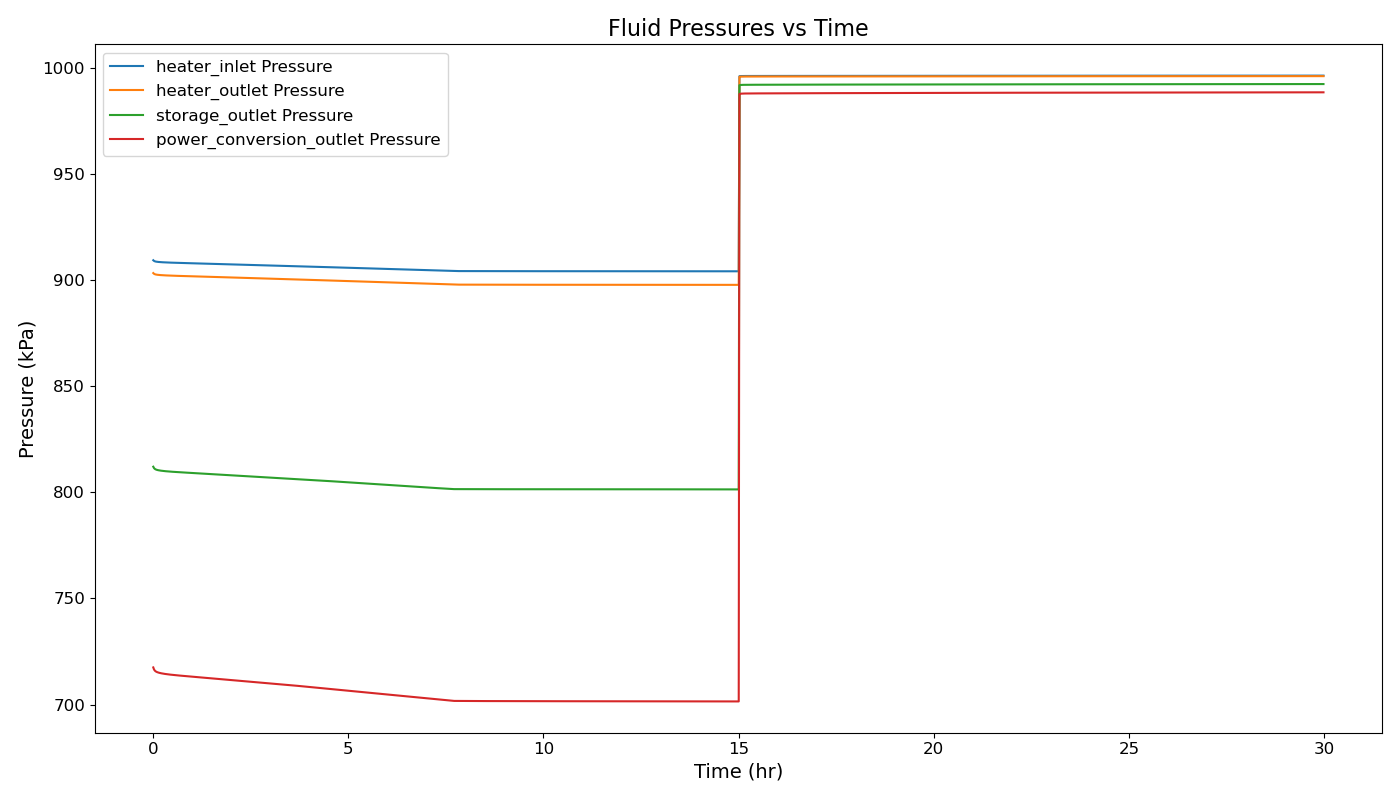 Fluid Pressures vs Time
heater_inlet Pressure
heater_outlet Pressure
storage_outlet Pressure
power_conversion_outlet Pressure
Pressure (kPa)
1000
950
900
850
800
750
700
0 5 10 15 20 25 30
Time (hr)